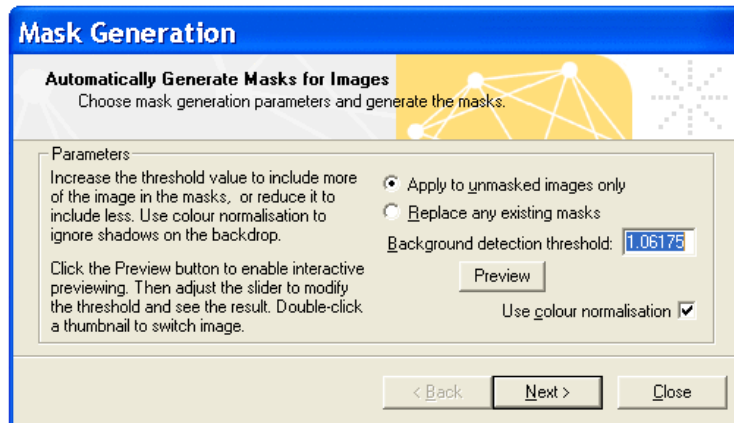 Mask Generation
Automatically Generate Masks for Images
Choose mask generation parameters and generate the masks.
Parameters
Increase the threshold value to include more
of the image in the masks, or reduce it to
include less. Use colour normalisation to
ignore shadows on the backdrop.
Click the Preview button to enable interactive
previewing. Then adjust the slider to modify
the threshold and see the result. Double-click
a thumbnail to switch image.
Apply to unmasked images only
Replace any existing masks
Background detection threshold: 1.06175
Preview
Use colour normalisation
< Back Next > Close